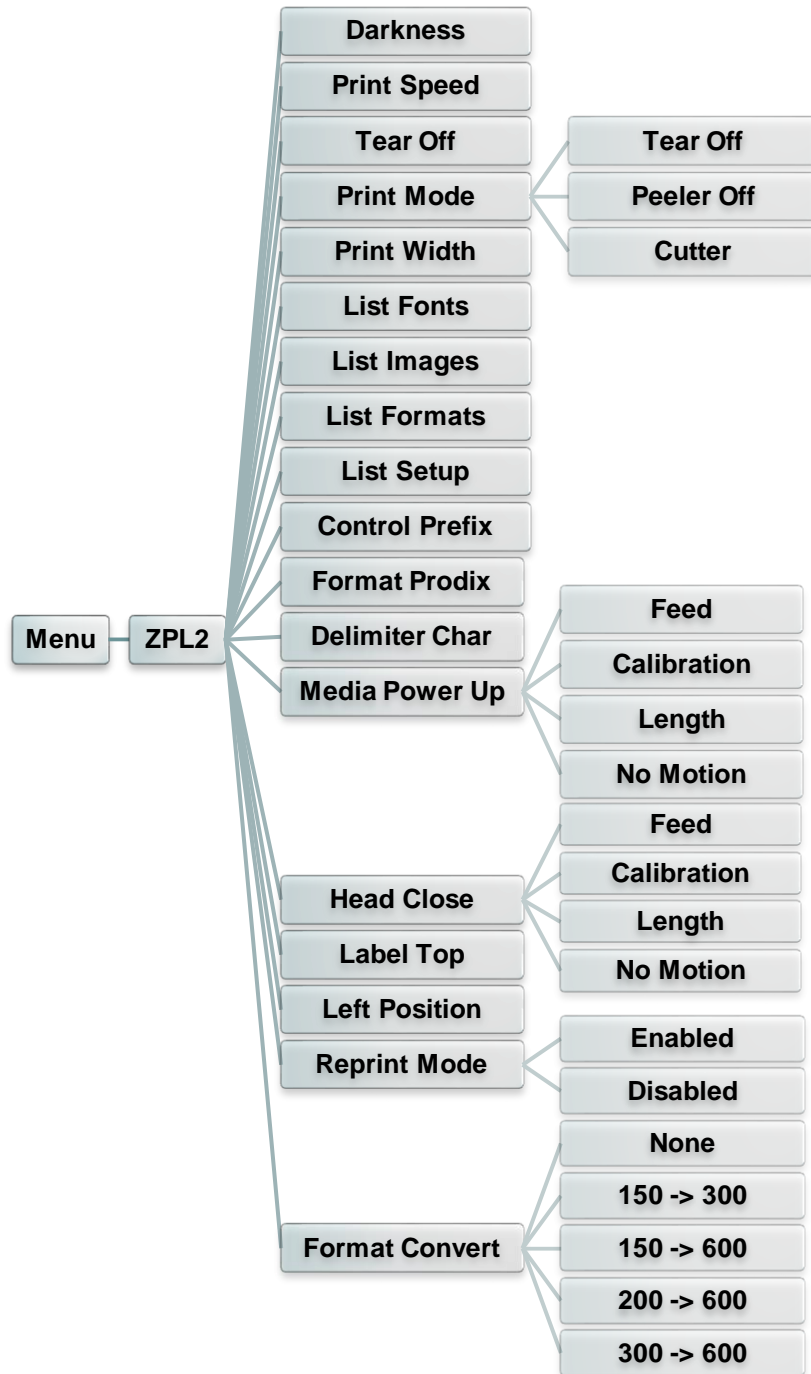 Darkness
Print Speed
Tear Off
Tear Off
Print Mode
Peeler Off
Print Width
Cutter
List Fonts
List Images
List Formats
List Setup
Control Prefix
Format Prodix
Menu
ZPL2
Delimiter Char
Media Power Up
Feed
Calibration
Length
No Motion
Head Close
Feed
Calibration
Length
No Motion
Label Top
Left Position
Reprint Mode
Enabled
Disabled
Format Convert
None
150 -> 300
150 -> 600
200 -> 600
300 -> 600